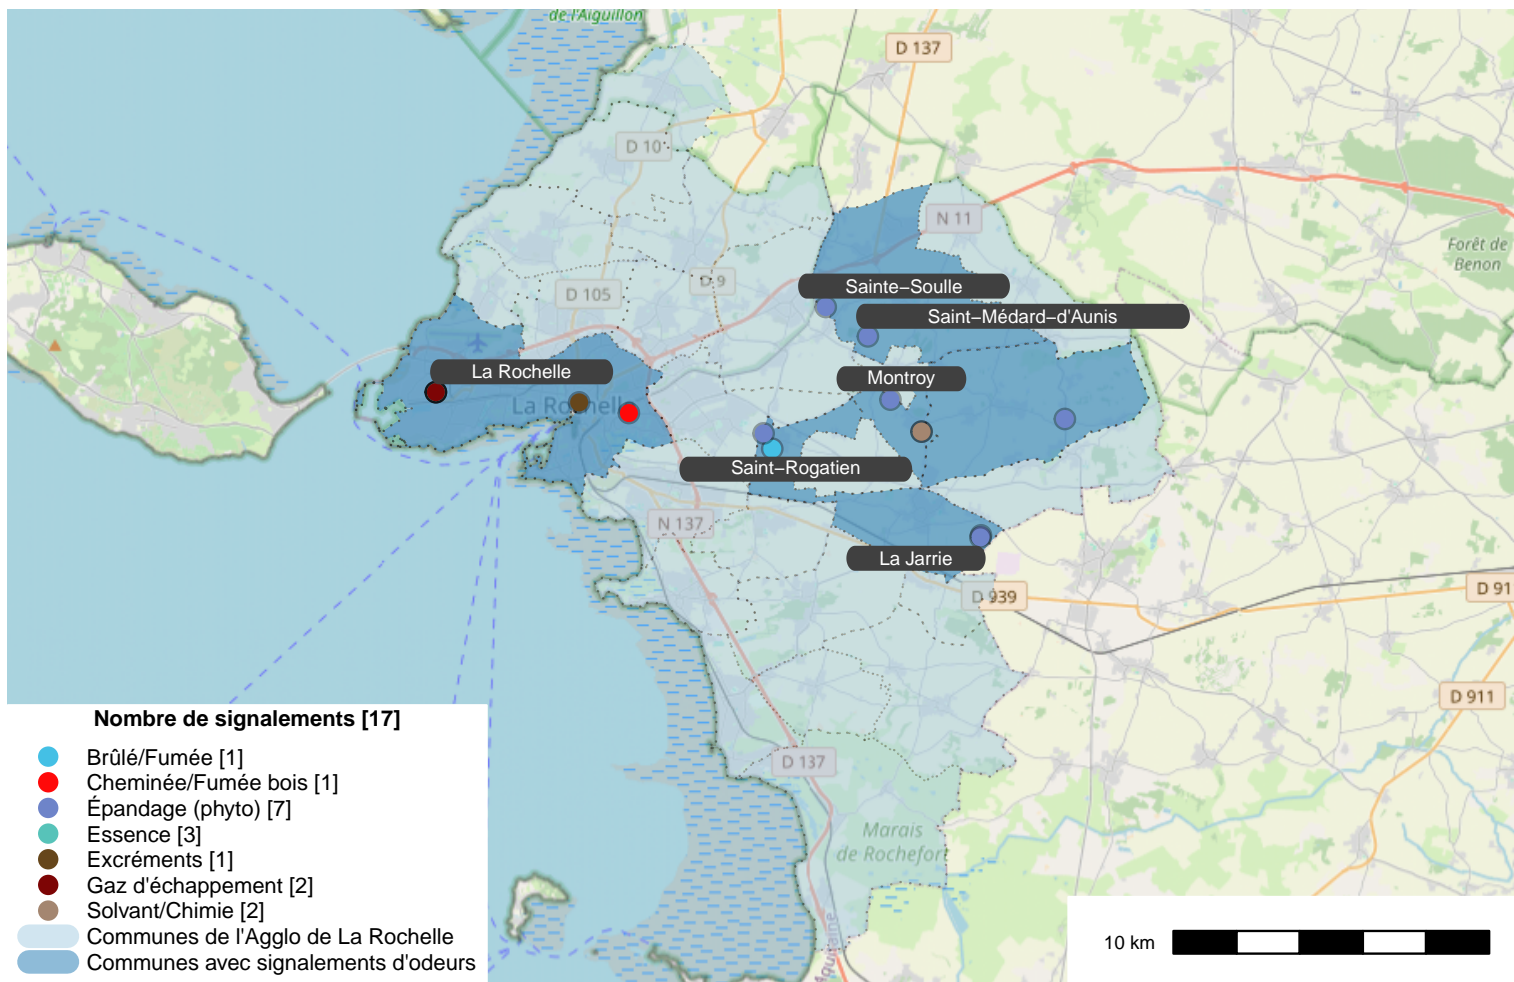 de l'Aiguillon
D 137
D 10
N 11
Forêt de
Benon
D 9
D 105
Sainte−Soulle
Saint−Médard−d'Aunis
La Rochelle
Montroy
La Rochelle
Saint−Rogatien
N 137
La Jarrie
D 939
D 91
D 911
D 137
Marais
de Rochefort
Aquitaine
Nombre de signalements [17]
Brûlé/Fumée [1]
Cheminée/Fumée bois [1]
Épandage (phyto) [7]
Essence [3]
Excréments [1]
Gaz d'échappement [2]
Solvant/Chimie [2]
Communes de l'Agglo de La Rochelle
Communes avec signalements d'odeurs
10 km